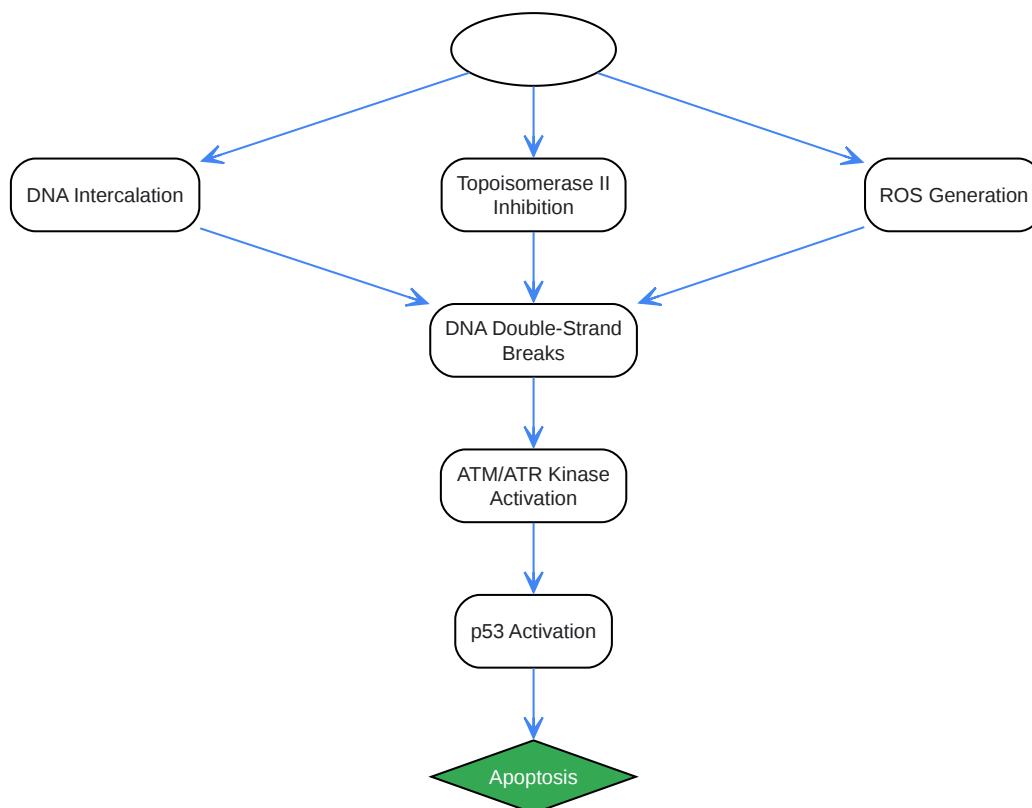 DNA Intercalation
Topoisomerase II
Inhibition
ROS Generation
DNA Double-Strand
Breaks
ATM/ATR Kinase
Activation
p53 Activation
Apoptosis